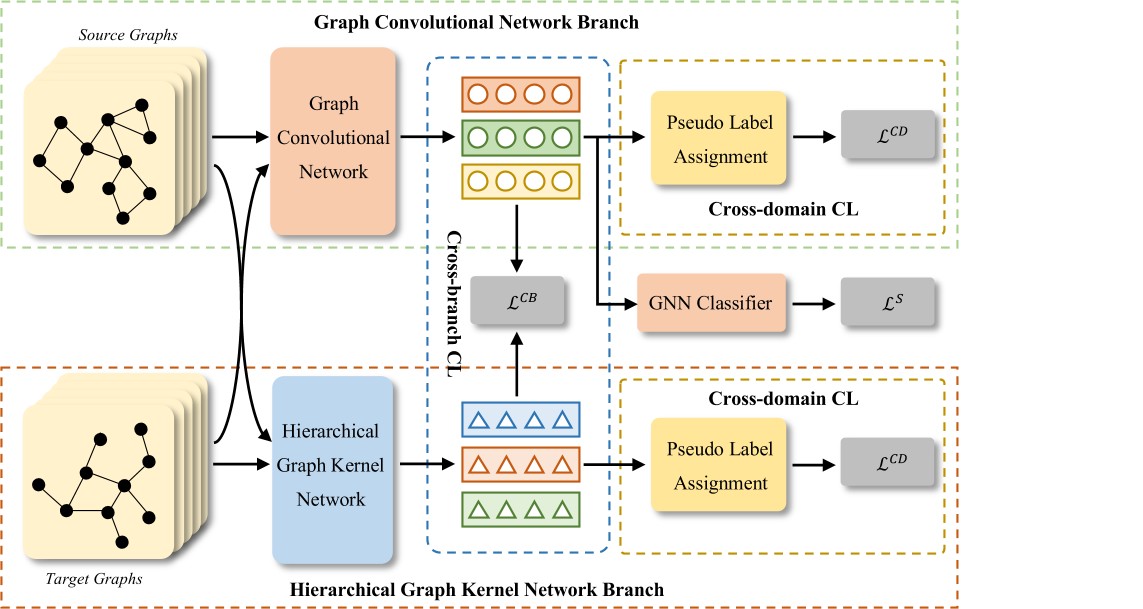 Graph Convolutional Network Branch
Source Graphs
Graph
Convolutional
Network
Pseudo Label
Assignment
ℒ^{CD}
Cross-domain CL
Cross-branch CL
ℒ^{CB}
GNN Classifier
ℒ^{S}
Cross-domain CL
Hierarchical
Graph Kernel
Network
Pseudo Label
Assignment
ℒ^{CD}
Target Graphs
Hierarchical Graph Kernel Network Branch